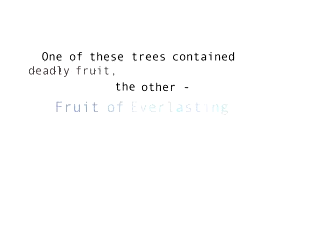 One of these trees contained
deadly fruit,
the other -
Fruit of Everlasting